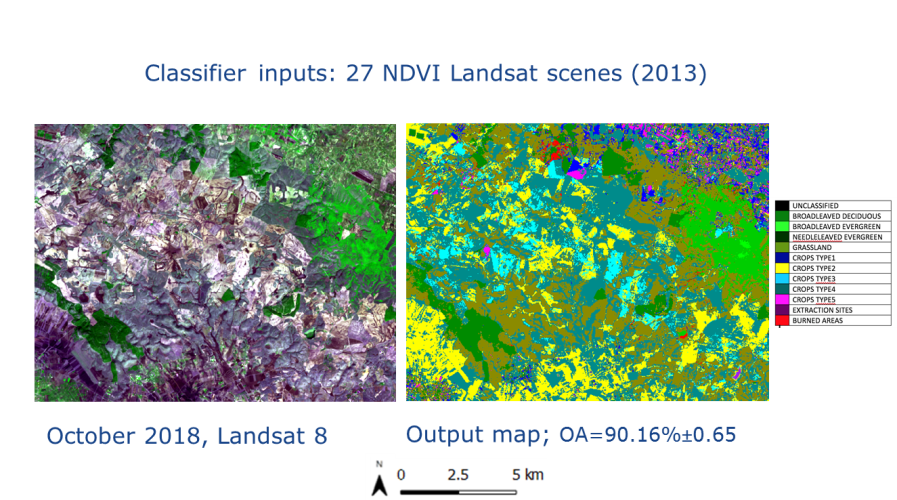 Classifier inputs: 27 NDVI Landsat scenes (2013)
UNCLASSIFIED
BROADLEAVED DECIDUOUS
BROADLEAVED EVERGREEN
NEEDLELEAVED EVERGREEN
GRASSLAND
CROPS TYPE1
CROPS TYPE2
CROPS TYPE3
CROPS TYPE4
CROPS TYPE5
EXTRACTION SITES
BURNED AREAS
October 2018, Landsat 8
Output map; OA=90.16%±0.65
N
0 2.5 5 km